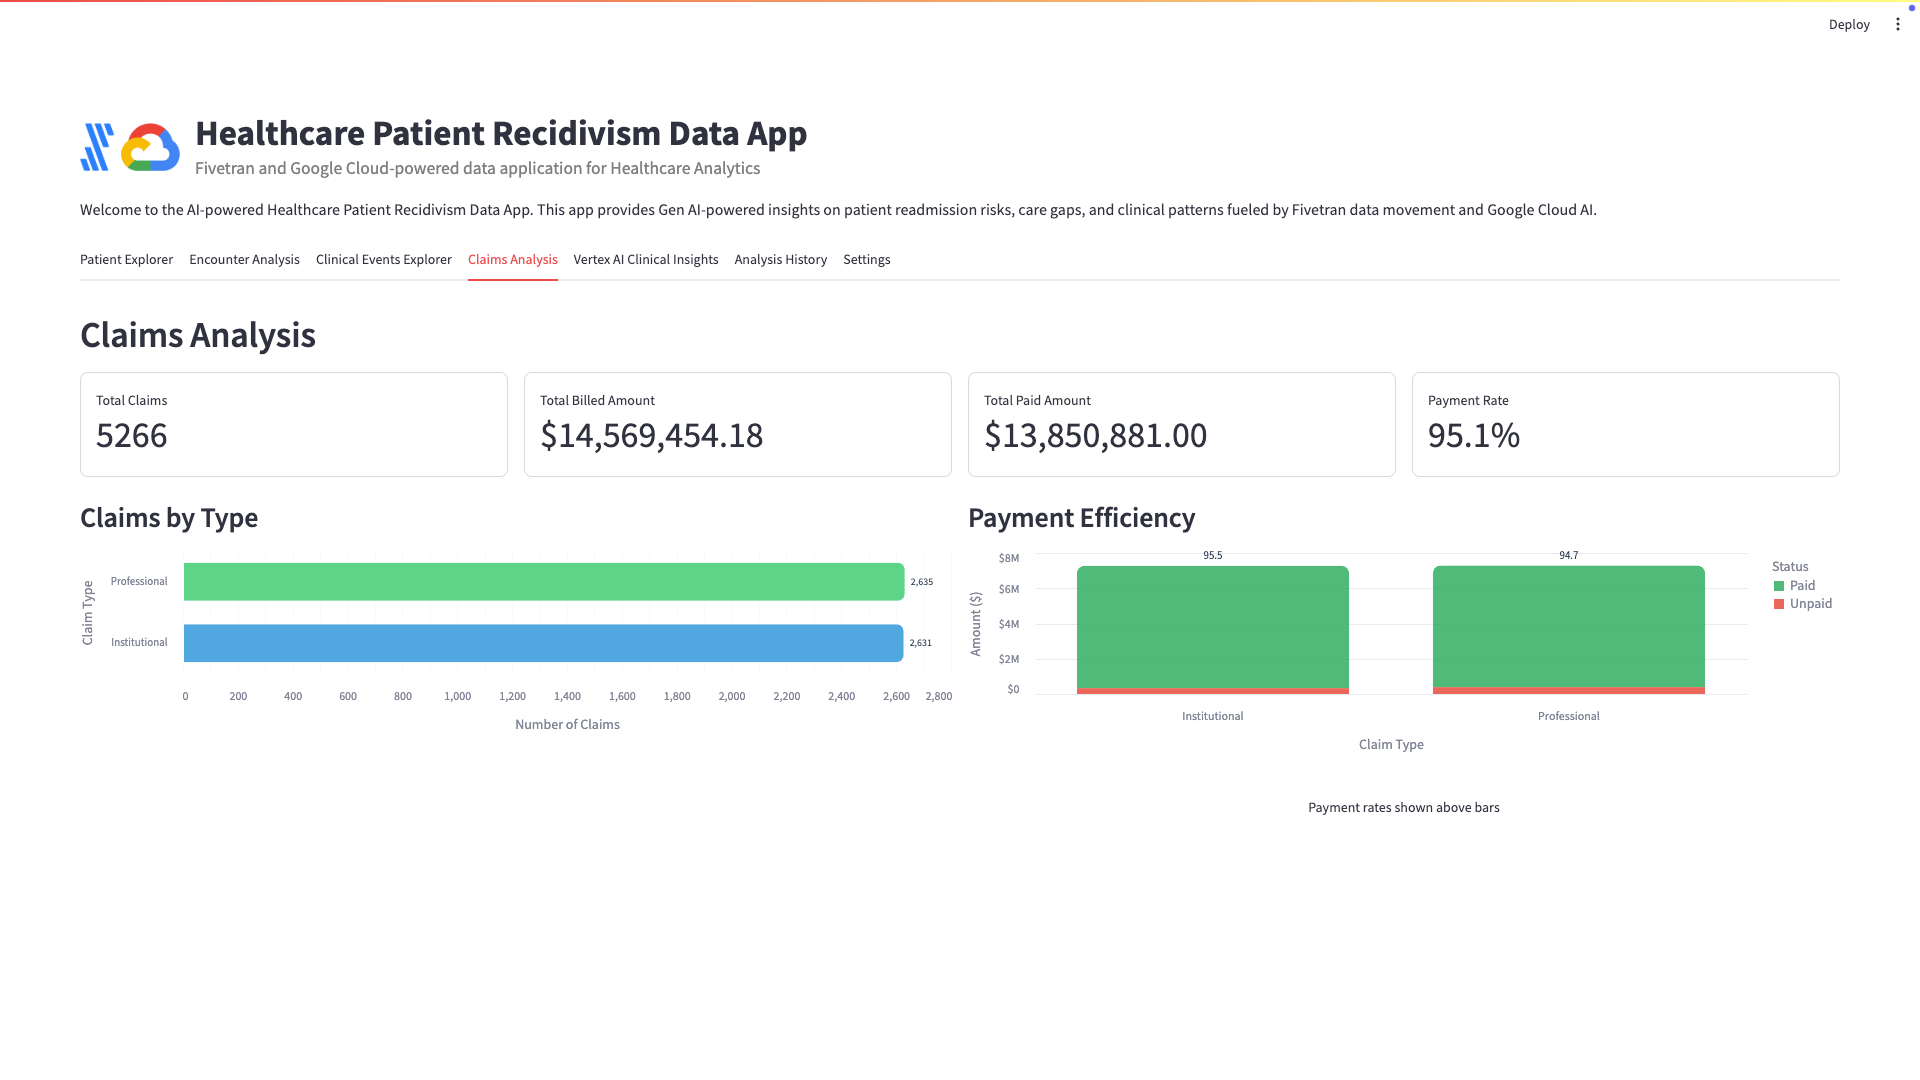 Deploy
Healthcare Patient Recidivism Data App
Fivetran and Google Cloud-powered data application for Healthcare Analytics
Welcome to the AI-powered Healthcare Patient Recidivism Data App. This app provides Gen AI-powered insights on patient readmission risks, care gaps, and clinical patterns fueled by Fivetran data movement and Google Cloud AI.
Patient Explorer Encounter Analysis Clinical Events Explorer Claims Analysis Vertex AI Clinical Insights Analysis History Settings
Claims Analysis
Total Claims
5266
Total Billed Amount
$14,569,454.18
Total Paid Amount
$13,850,881.00
Payment Rate
95.1%
Claims by Type
Claim Type
Professional
2,635
Institutional
2,631
0 200 400 600 800 1,000 1,200 1,400 1,600 1,800 2,000 2,200 2,400 2,600 2,800
Number of Claims
Payment Efficiency
Amount ($)
$8M
$6M
$4M
$2M
$0
95.5
94.7
Institutional
Professional
Claim Type
Status
Paid
Unpaid
Payment rates shown above bars